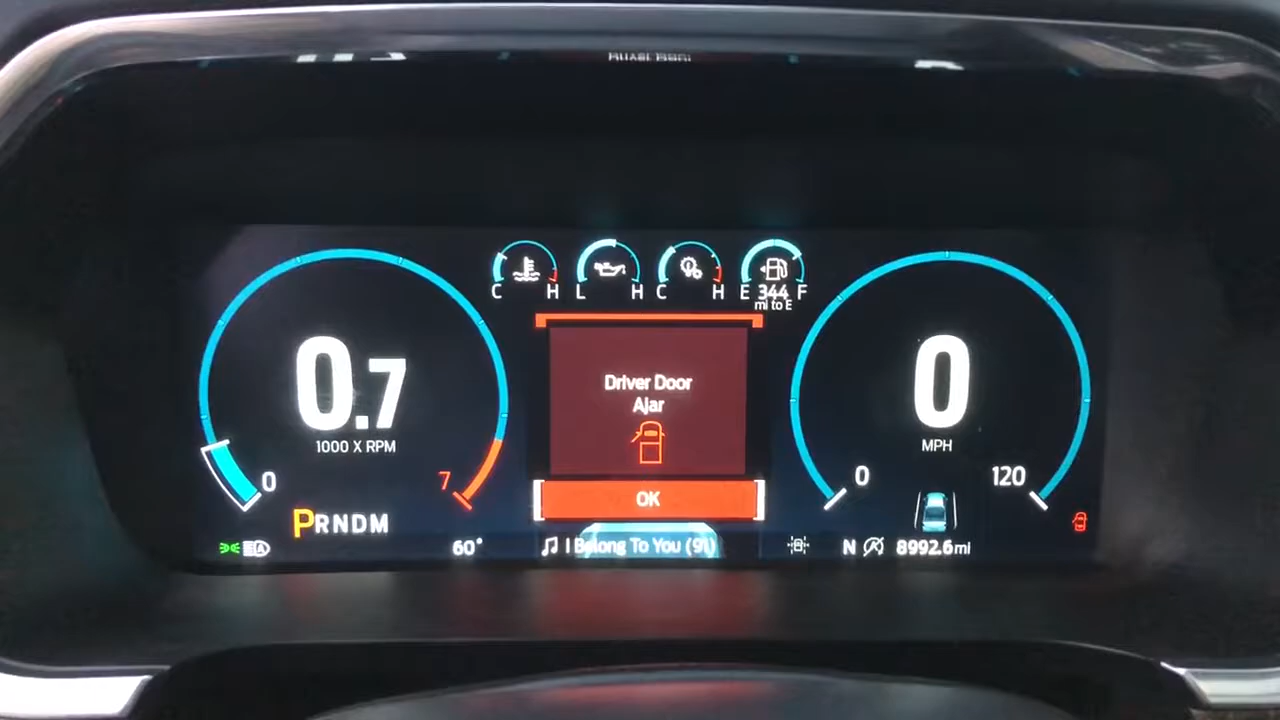 C H L H C H E 344 F
mi to E
0.7
1000 X RPM
0
7
PRNDM
60°
Driver Door
Ajar
OK
I Belong To You (91)
0
MPH
0
120
N
8992.6mi